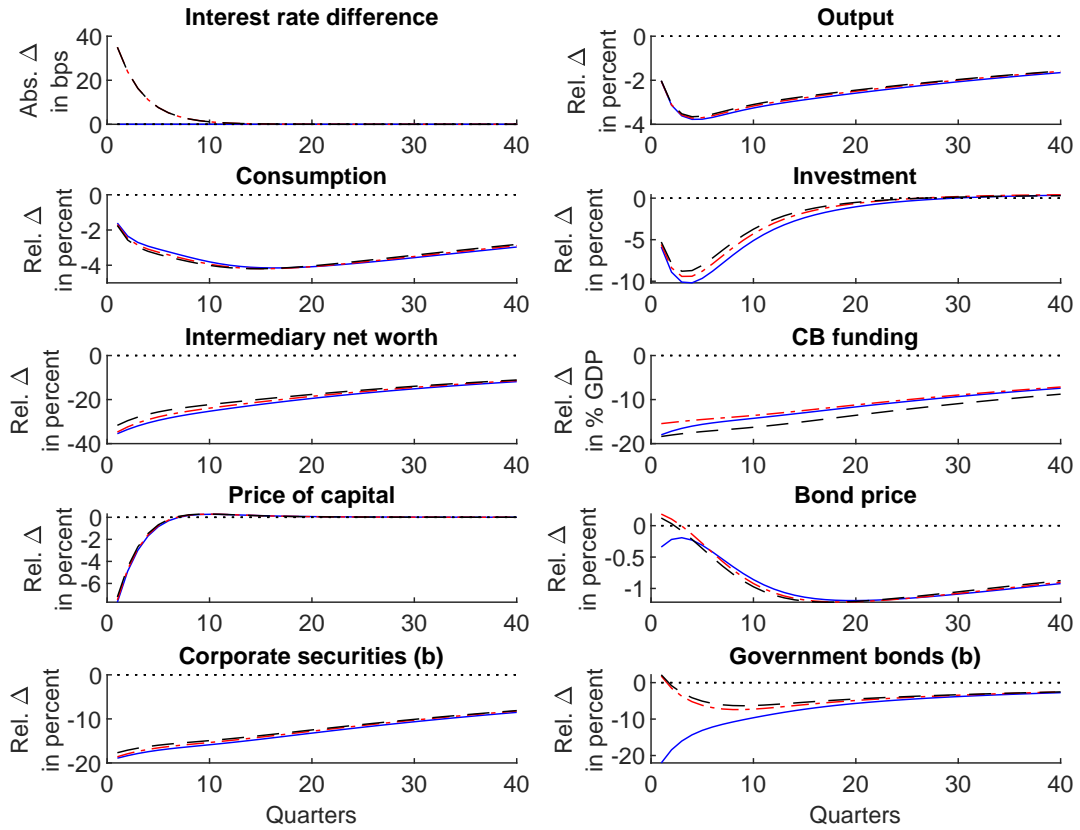 Interest rate difference
Abs. Δ
in bps
40
20
0
0 10 20 30 40
Output
Rel. Δ
in percent
0
-2
-4
0 10 20 30 40
Consumption
Rel. Δ
in percent
0
-2
-4
0 10 20 30 40
Investment
Rel. Δ
in percent
0
-5
-10
0 10 20 30 40
Intermediary net worth
Rel. Δ
in percent
0
-20
-40
0 10 20 30 40
CB funding
Rel. Δ
in % GDP
0
-10
-20
0 10 20 30 40
Price of capital
Rel. Δ
in percent
0
-2
-4
-6
0 10 20 30 40
Bond price
Rel. Δ
in percent
0
-0.5
-1
0 10 20 30 40
Corporate securities (b)
Rel. Δ
in percent
0
-10
-20
0 10 20 30 40
Quarters
Government bonds (b)
Rel. Δ
in percent
0
-10
-20
0 10 20 30 40
Quarters